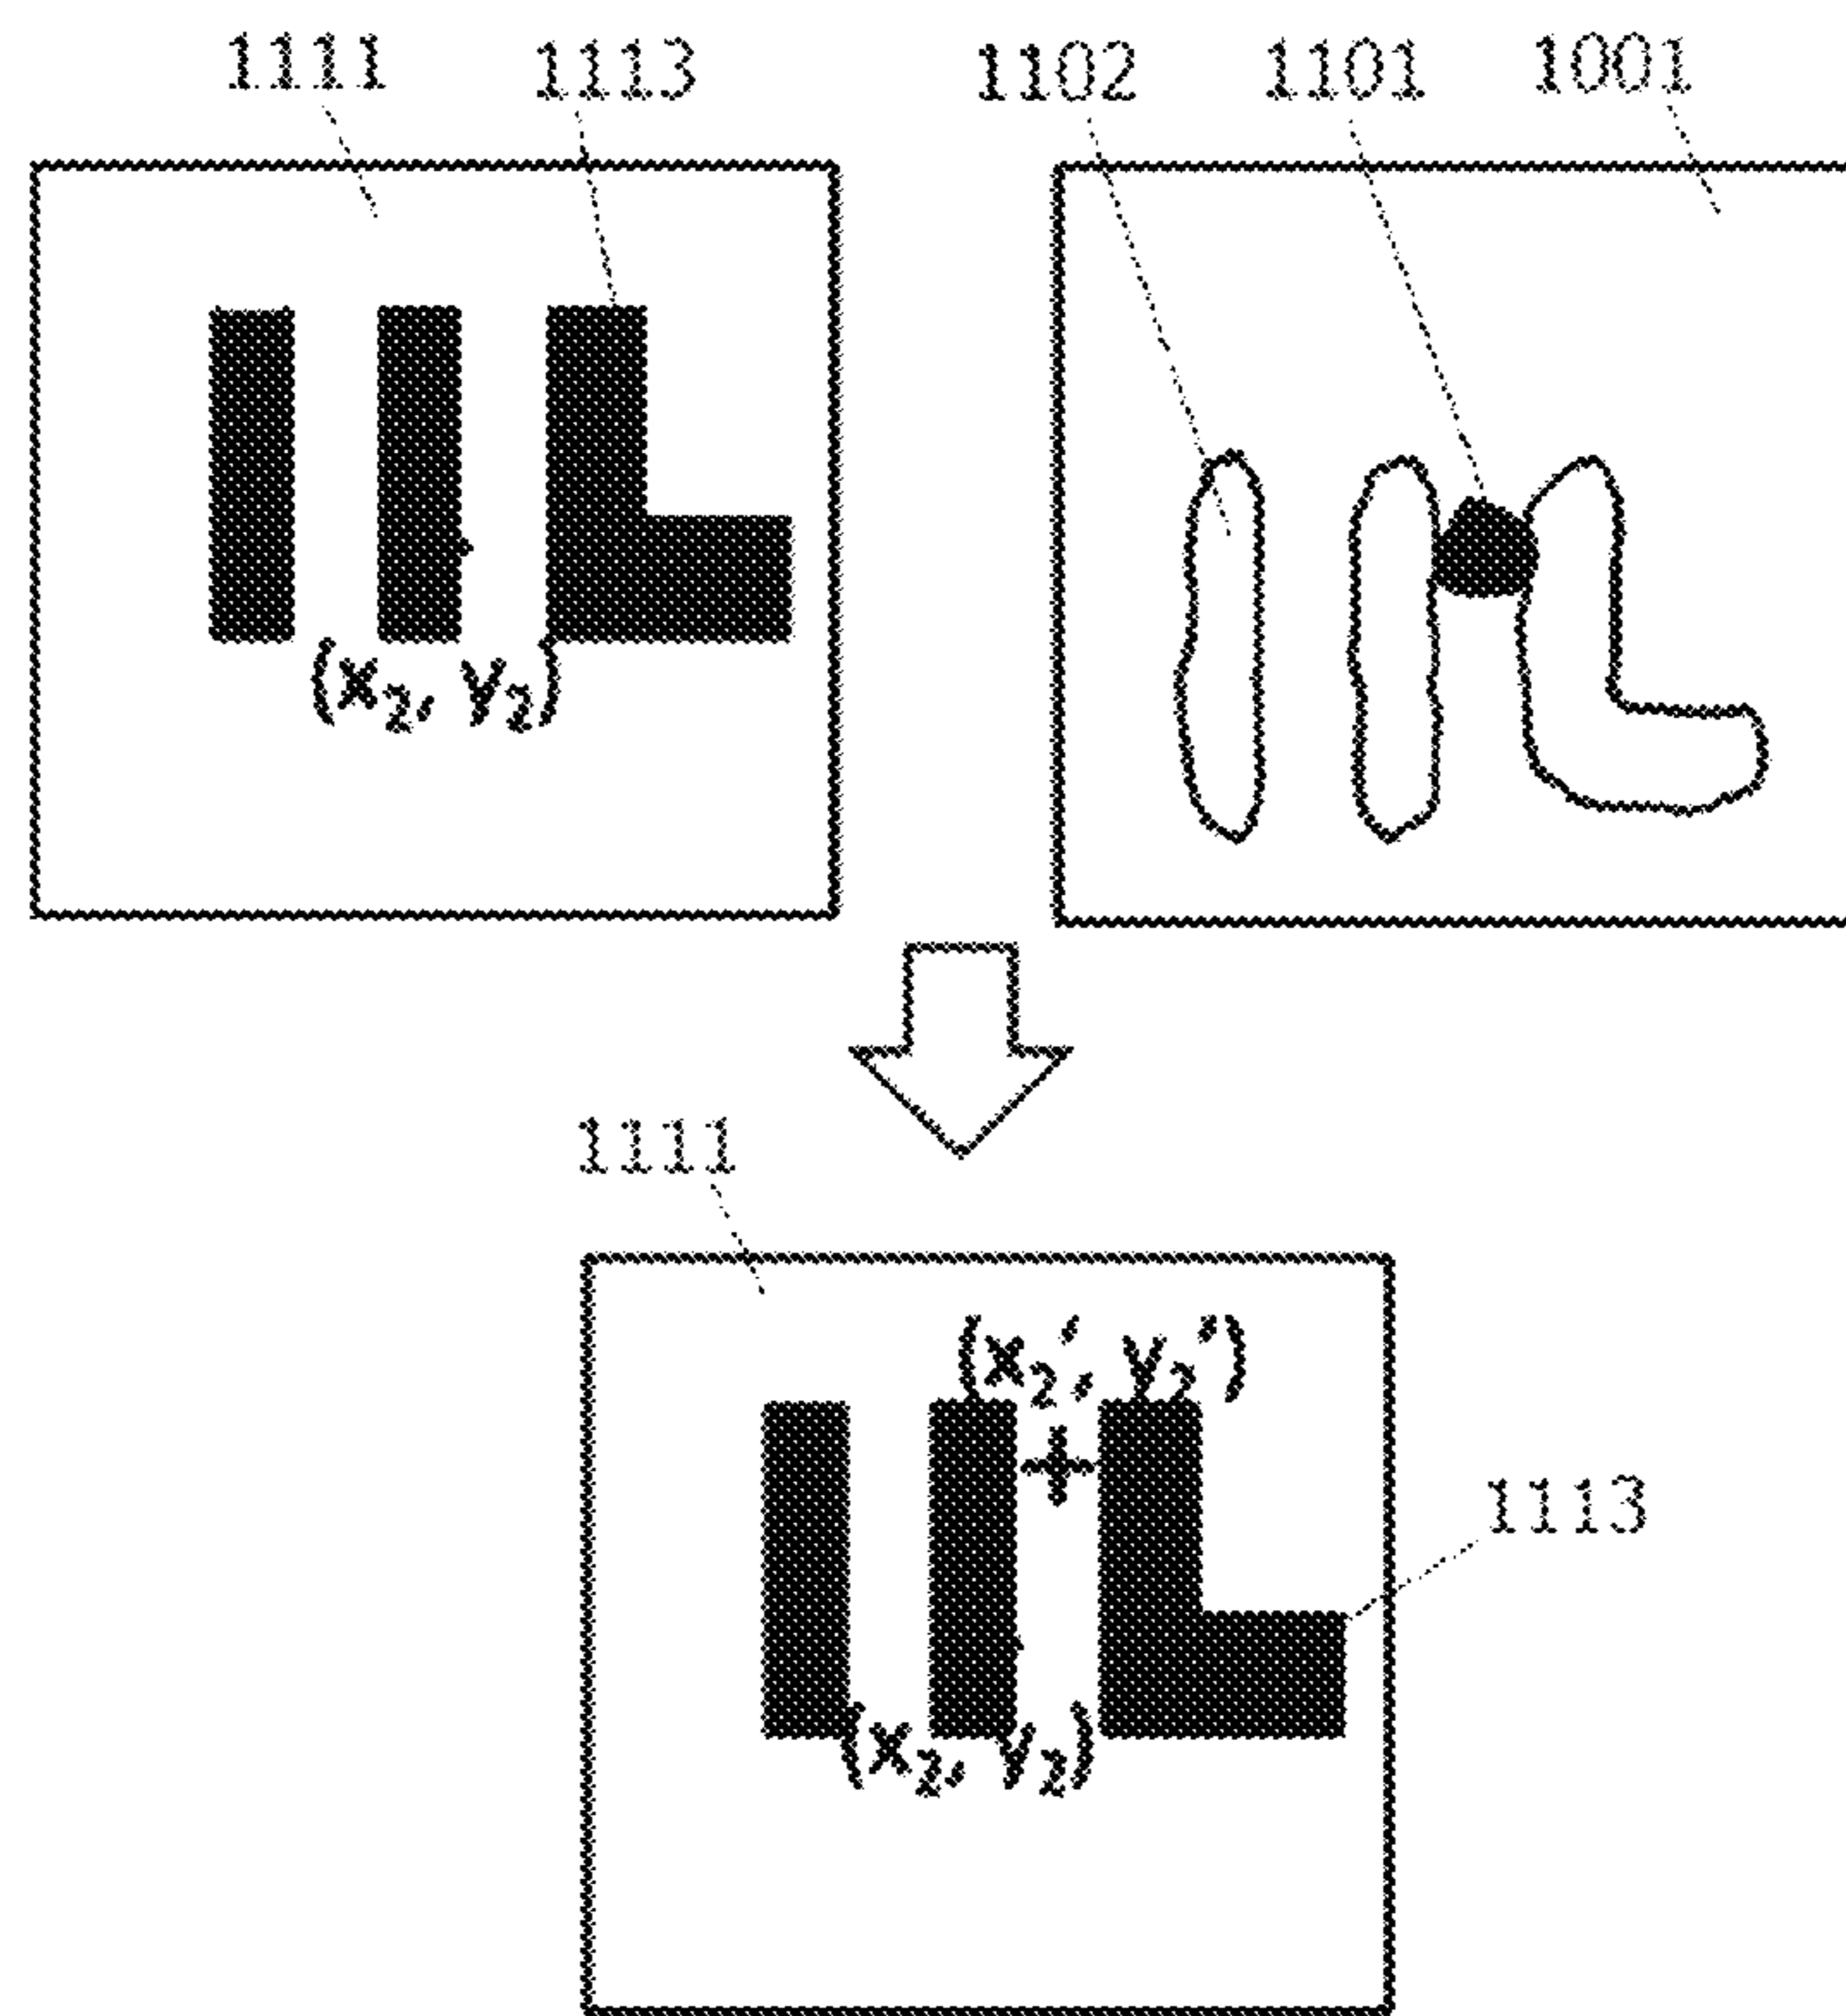 1111 1113 1102 1101 1001
(x₂, y₂)
1111
(x₂′, y₂′)
1113
(x₂, y₂)